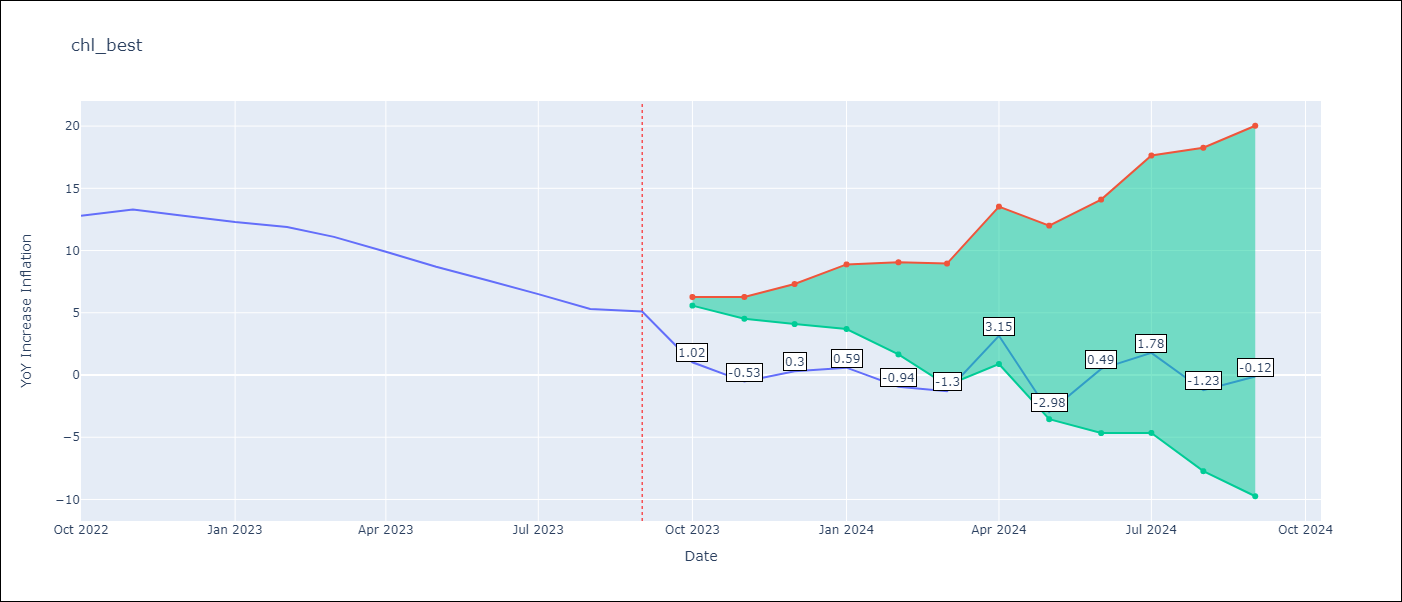 chl_best
YoY Increase Inflation
20
15
10
5
0
−5
−10
1.02
-0.53
0.3
0.59
-0.94
-1.3
3.15
-2.98
0.49
1.78
-1.23
-0.12
Oct 2022
Jan 2023
Apr 2023
Jul 2023
Oct 2023
Jan 2024
Apr 2024
Jul 2024
Oct 2024
Date